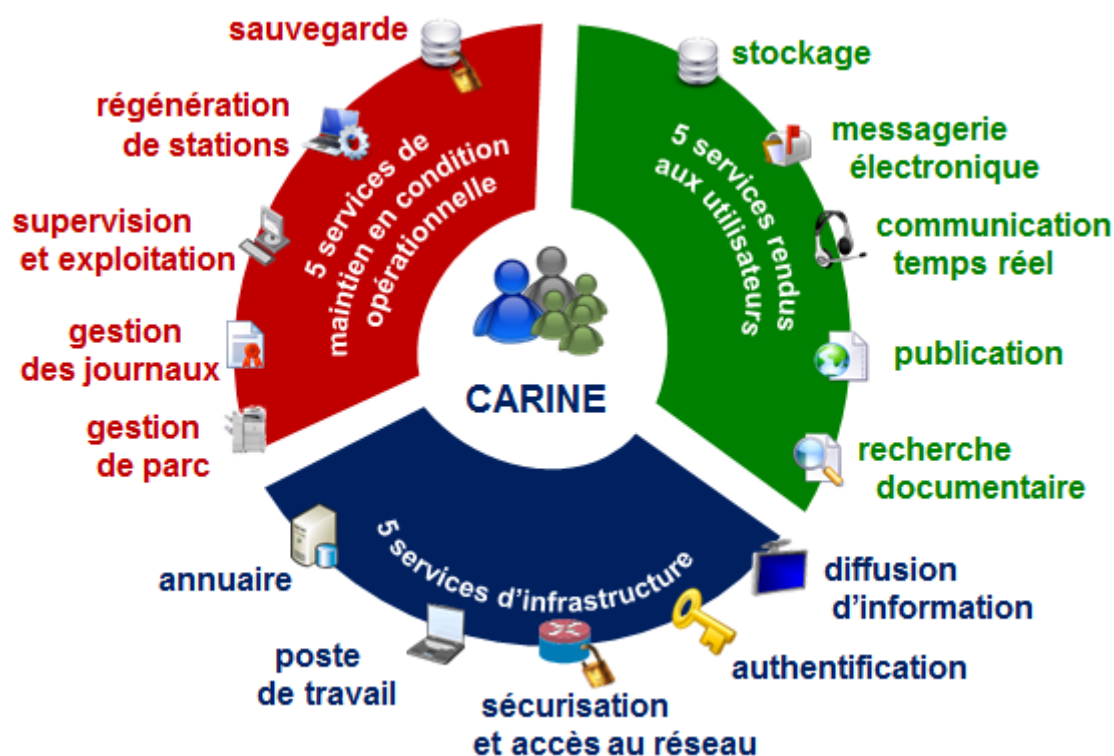 sauvegarde
régénération
de stations
supervision
et exploitation
gestion
des journaux
gestion
de parc
5 services de
maintien en condition
opérationnelle
stockage
messagerie
électronique
communication
temps réel
publication
recherche
documentaire
5 services rendus
aux utilisateurs
CARINE
5 services d’infrastructure
annuaire
poste
de travail
sécurisation
et accès au réseau
authentification
diffusion
d’information